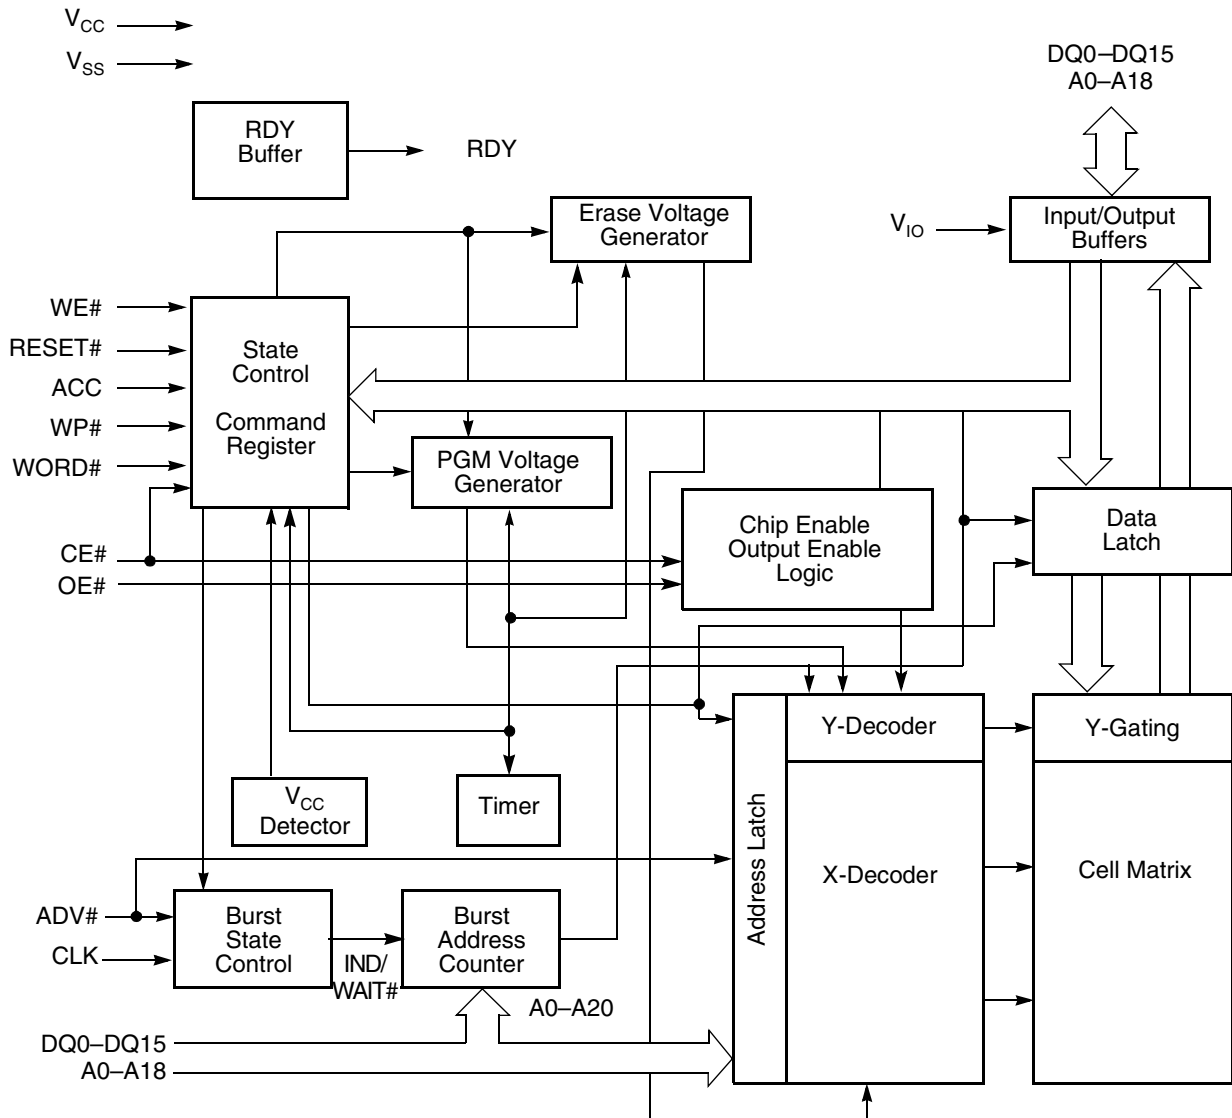 VCC
VSS
DQ0–DQ15
A0–A18
RDY
Buffer
RDY
Erase Voltage
Generator
VIO
Input/Output
Buffers
WE#
RESET#
ACC
WP#
WORD#
CE#
OE#
State
Control
Command
Register
PGM Voltage
Generator
Chip Enable
Output Enable
Logic
Data
Latch
Y-Decoder
Y-Gating
VCC
Detector
Timer
Address Latch
X-Decoder
Cell Matrix
ADV#
CLK
Burst
State
Control
IND/
WAIT#
Burst
Address
Counter
A0–A20
DQ0–DQ15
A0–A18